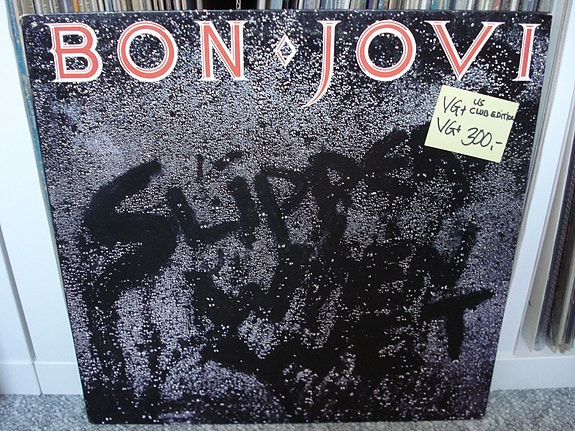 BON JOVI
VG+ US CLUB EDITION
VG+ 300,-
SLIPPERY
WHEN
WET